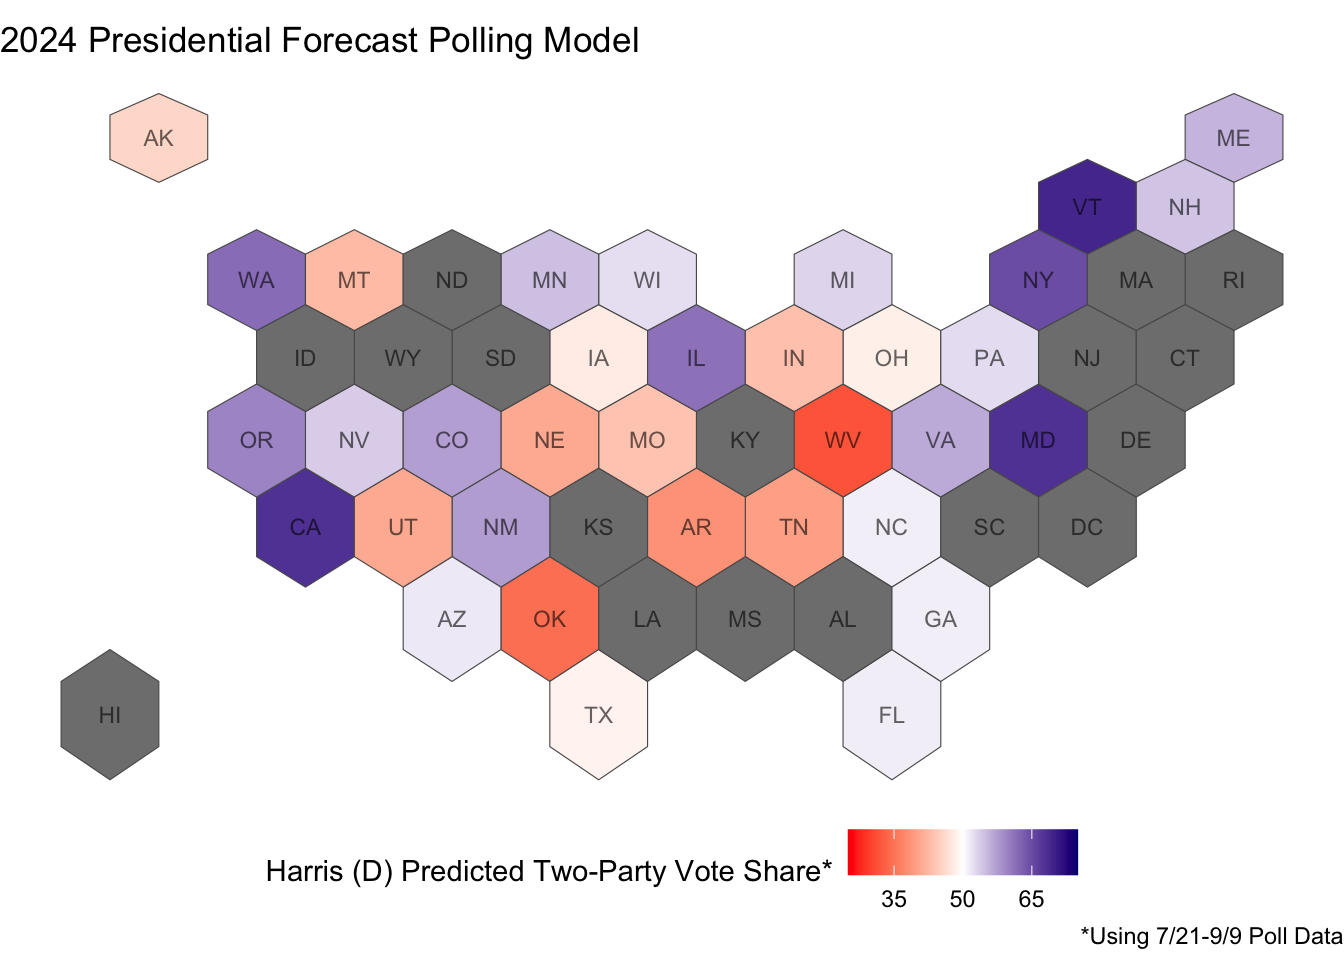 2024 Presidential Forecast Polling Model
AK ME
VT NH
WA MT ND MN WI MI NY MA RI
ID WY SD IA IL IN OH PA NJ CT
OR NV CO NE MO KY WV VA MD DE
CA UT NM KS AR TN NC SC DC
AZ OK LA MS AL GA
HI TX FL
Harris (D) Predicted Two-Party Vote Share*
35 50 65
*Using 7/21-9/9 Poll Data